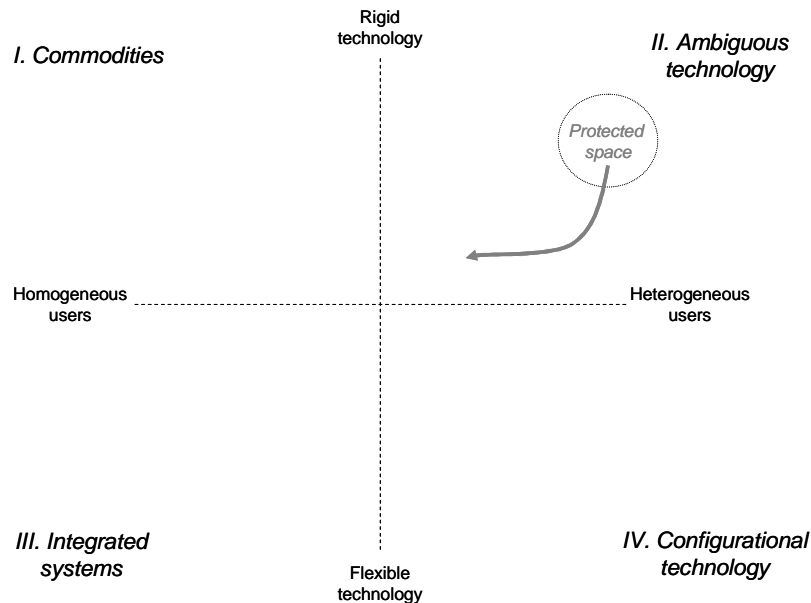 Rigid
technology
I. Commodities
II. Ambiguous
technology
Protected
space
Homogeneous
users
Heterogeneous
users
III. Integrated
systems
Flexible
technology
IV. Configurational
technology